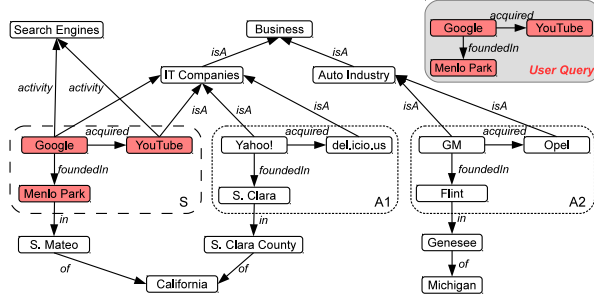 Business
Google
acquired
YouTube
foundedIn
Menlo Park
User Query
Search Engines
isA
isA
IT Companies
Auto Industry
activity
activity
isA
isA
isA
isA
isA
isA
Google
acquired
YouTube
foundedIn
Menlo Park
S
Yahoo!
acquired
del.icio.us
foundedIn
S. Clara
A1
GM
acquired
Opel
foundedIn
Flint
A2
in
in
in
S. Mateo
S. Clara County
Genesee
of
of
of
California
Michigan